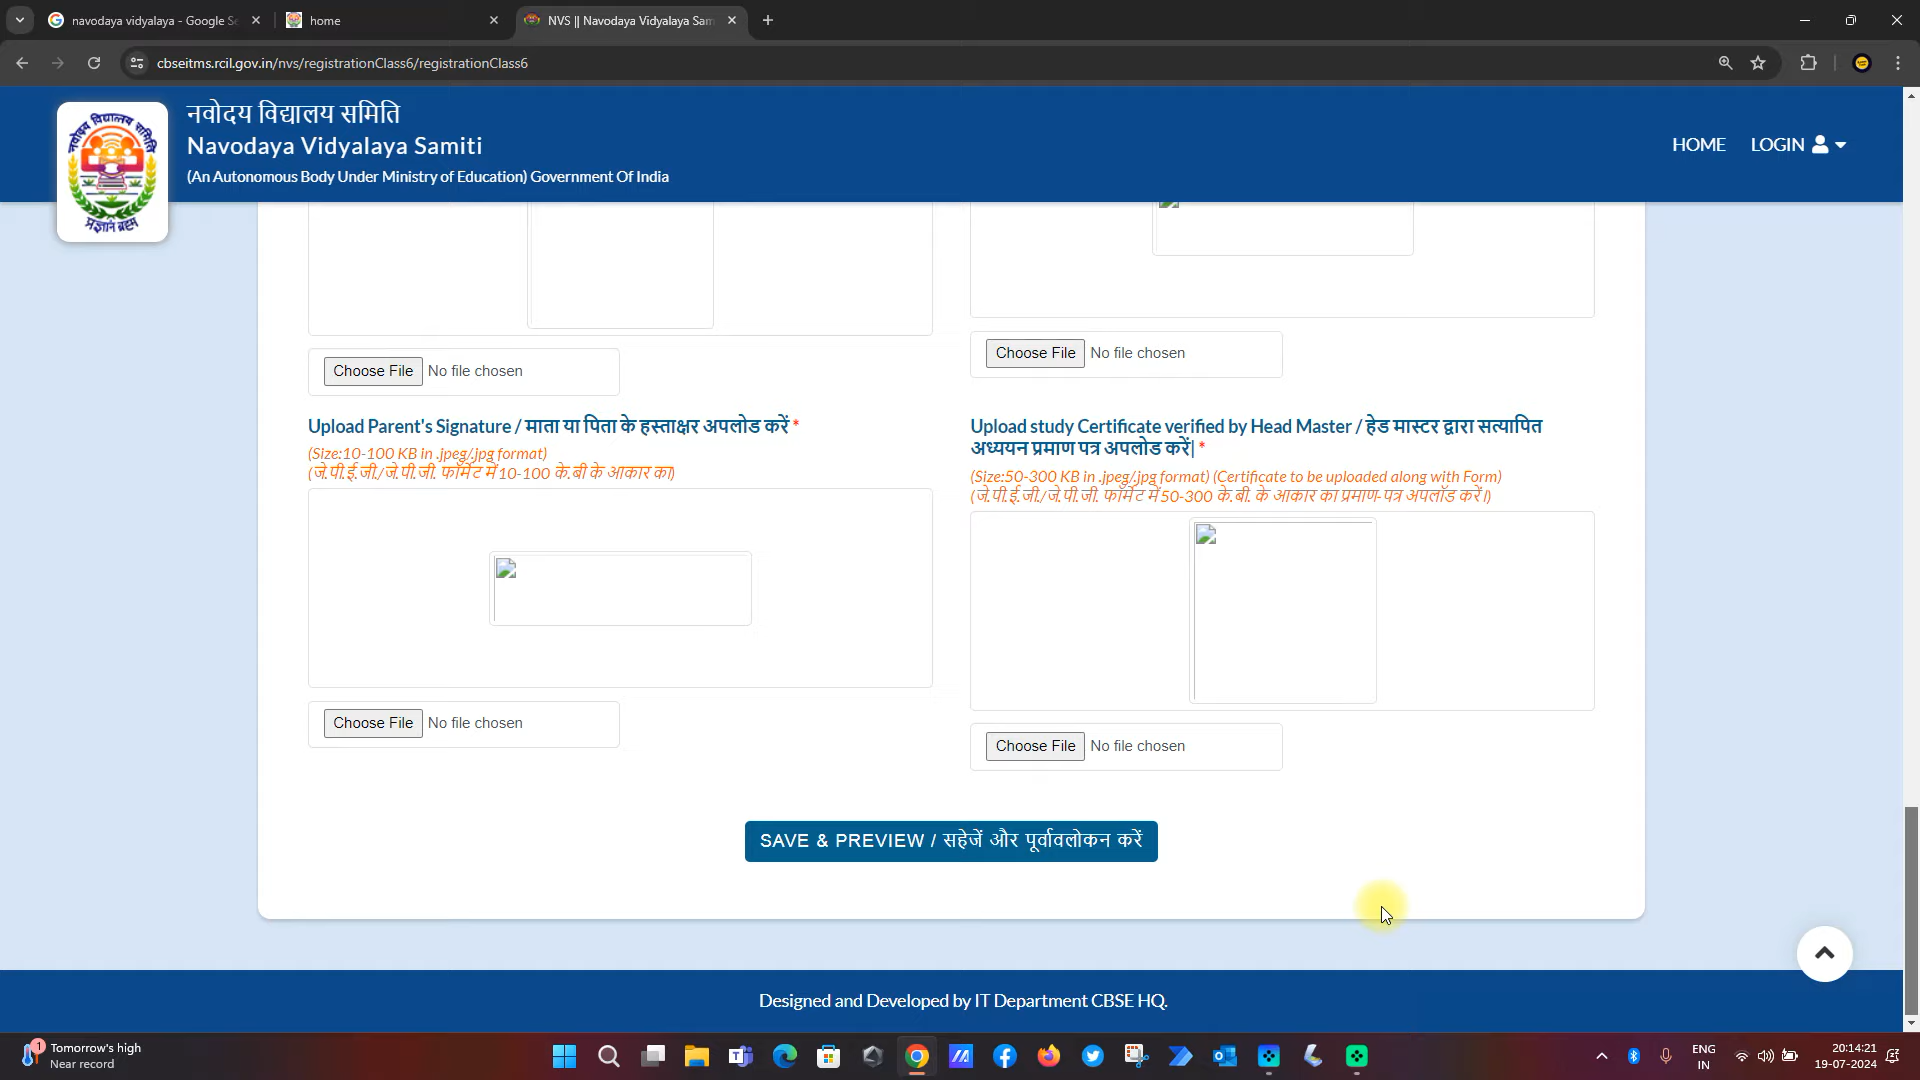 navodaya vidyalaya - Google Se
home
NVS || Navodaya Vidyalaya Sam
cbseitms.rcil.gov.in/nvs/registrationClass6/registrationClass6
नवोदय विद्यालय समिति
Navodaya Vidyalaya Samiti
(An Autonomous Body Under Ministry of Education) Government Of India
HOME
LOGIN
Choose File No file chosen
Choose File No file chosen
Upload Parent's Signature / माता या पिता के हस्ताक्षर अपलोड करें *
(Size:10-100 KB in .jpeg/.jpg format)
(जे.पी.ई.जी./जे.पी.जी. फॉर्मेट में 10-100 के.बी के आकार का)
Upload study Certificate verified by Head Master / हेड मास्टर द्वारा सत्यापित
अध्ययन प्रमाण पत्र अपलोड करें| *
(Size:50-300 KB in .jpeg/.jpg format) (Certificate to be uploaded along with Form)
(जे.पी.ई.जी./जे.पी.जी. फॉर्मेट में 50-300 के.बी. के आकार का प्रमाण-पत्र अपलॉड करें।)
Choose File No file chosen
Choose File No file chosen
SAVE & PREVIEW / सहेजें और पूर्वावलोकन करें
Designed and Developed by IT Department CBSE HQ.
1
Tomorrow's high
Near record
ENG
IN
20:14:21
19-07-2024